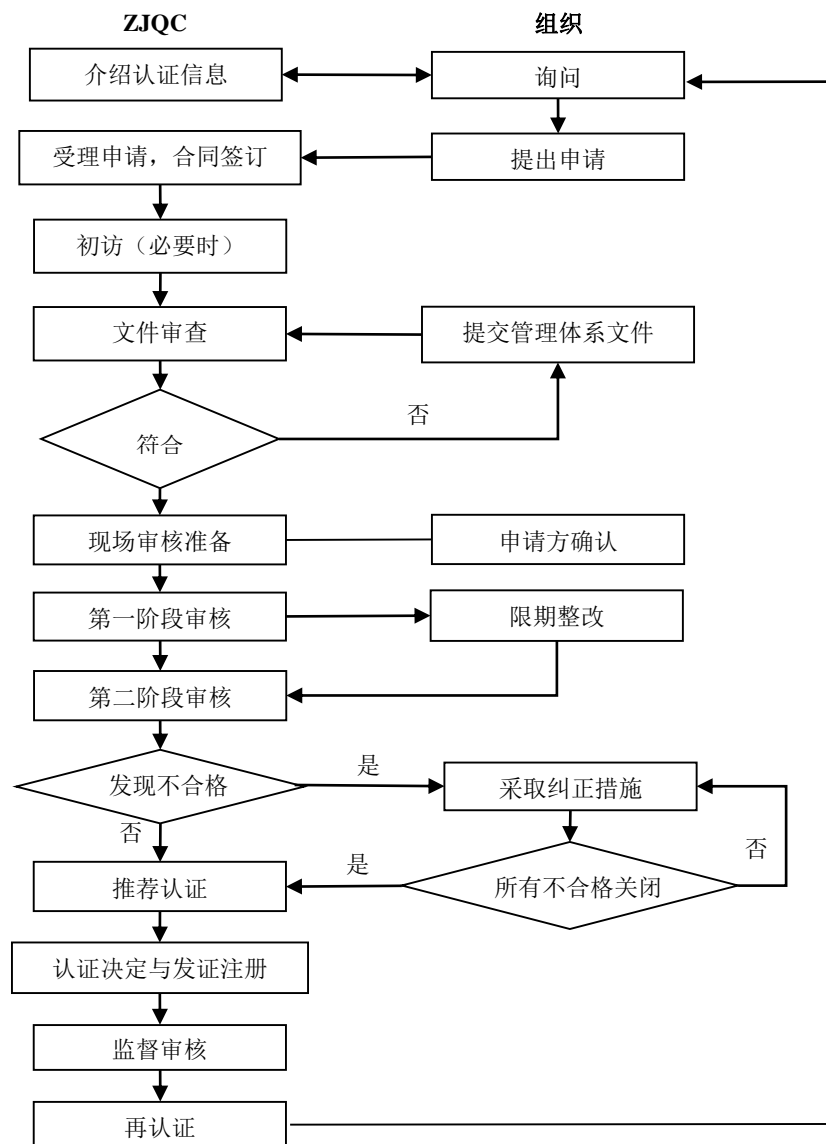 ZJQC
组织
介绍认证信息
询问
受理申请，合同签订
提出申请
初访（必要时）
文件审查
提交管理体系文件
否
符合
现场审核准备
申请方确认
第一阶段审核
限期整改
第二阶段审核
是
发现不合格
采取纠正措施
否
是
否
推荐认证
所有不合格关闭
认证决定与发证注册
监督审核
再认证